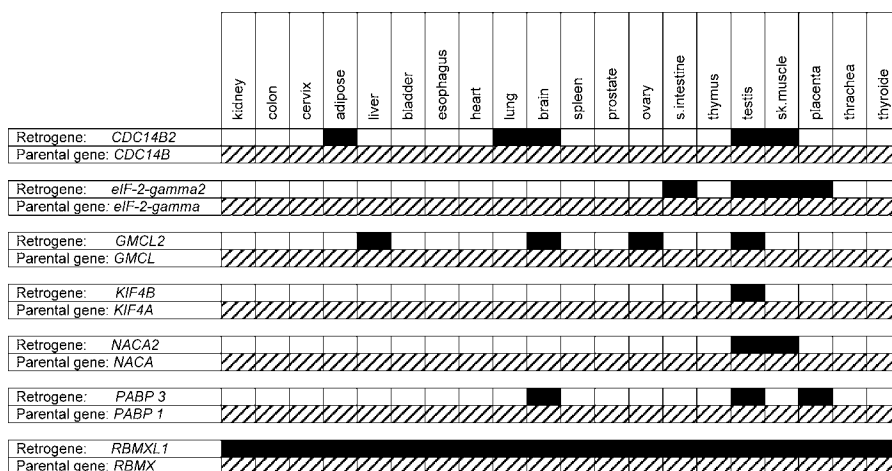 kidney
colon
cervix
adipose
liver
bladder
esophagus
heart
lung
brain
spleen
prostate
ovary
s.intestine
thymus
testis
sk.muscle
placenta
thrachea
thyroide
Retrogene: CDC14B2
Parental gene: CDC14B
Retrogene: eIF-2-gamma2
Parental gene: eIF-2-gamma
Retrogene: GMCL2
Parental gene: GMCL
Retrogene: KIF4B
Parental gene: KIF4A
Retrogene: NACA2
Parental gene: NACA
Retrogene: PABP 3
Parental gene: PABP 1
Retrogene: RBMXL1
Parental gene: RBMX